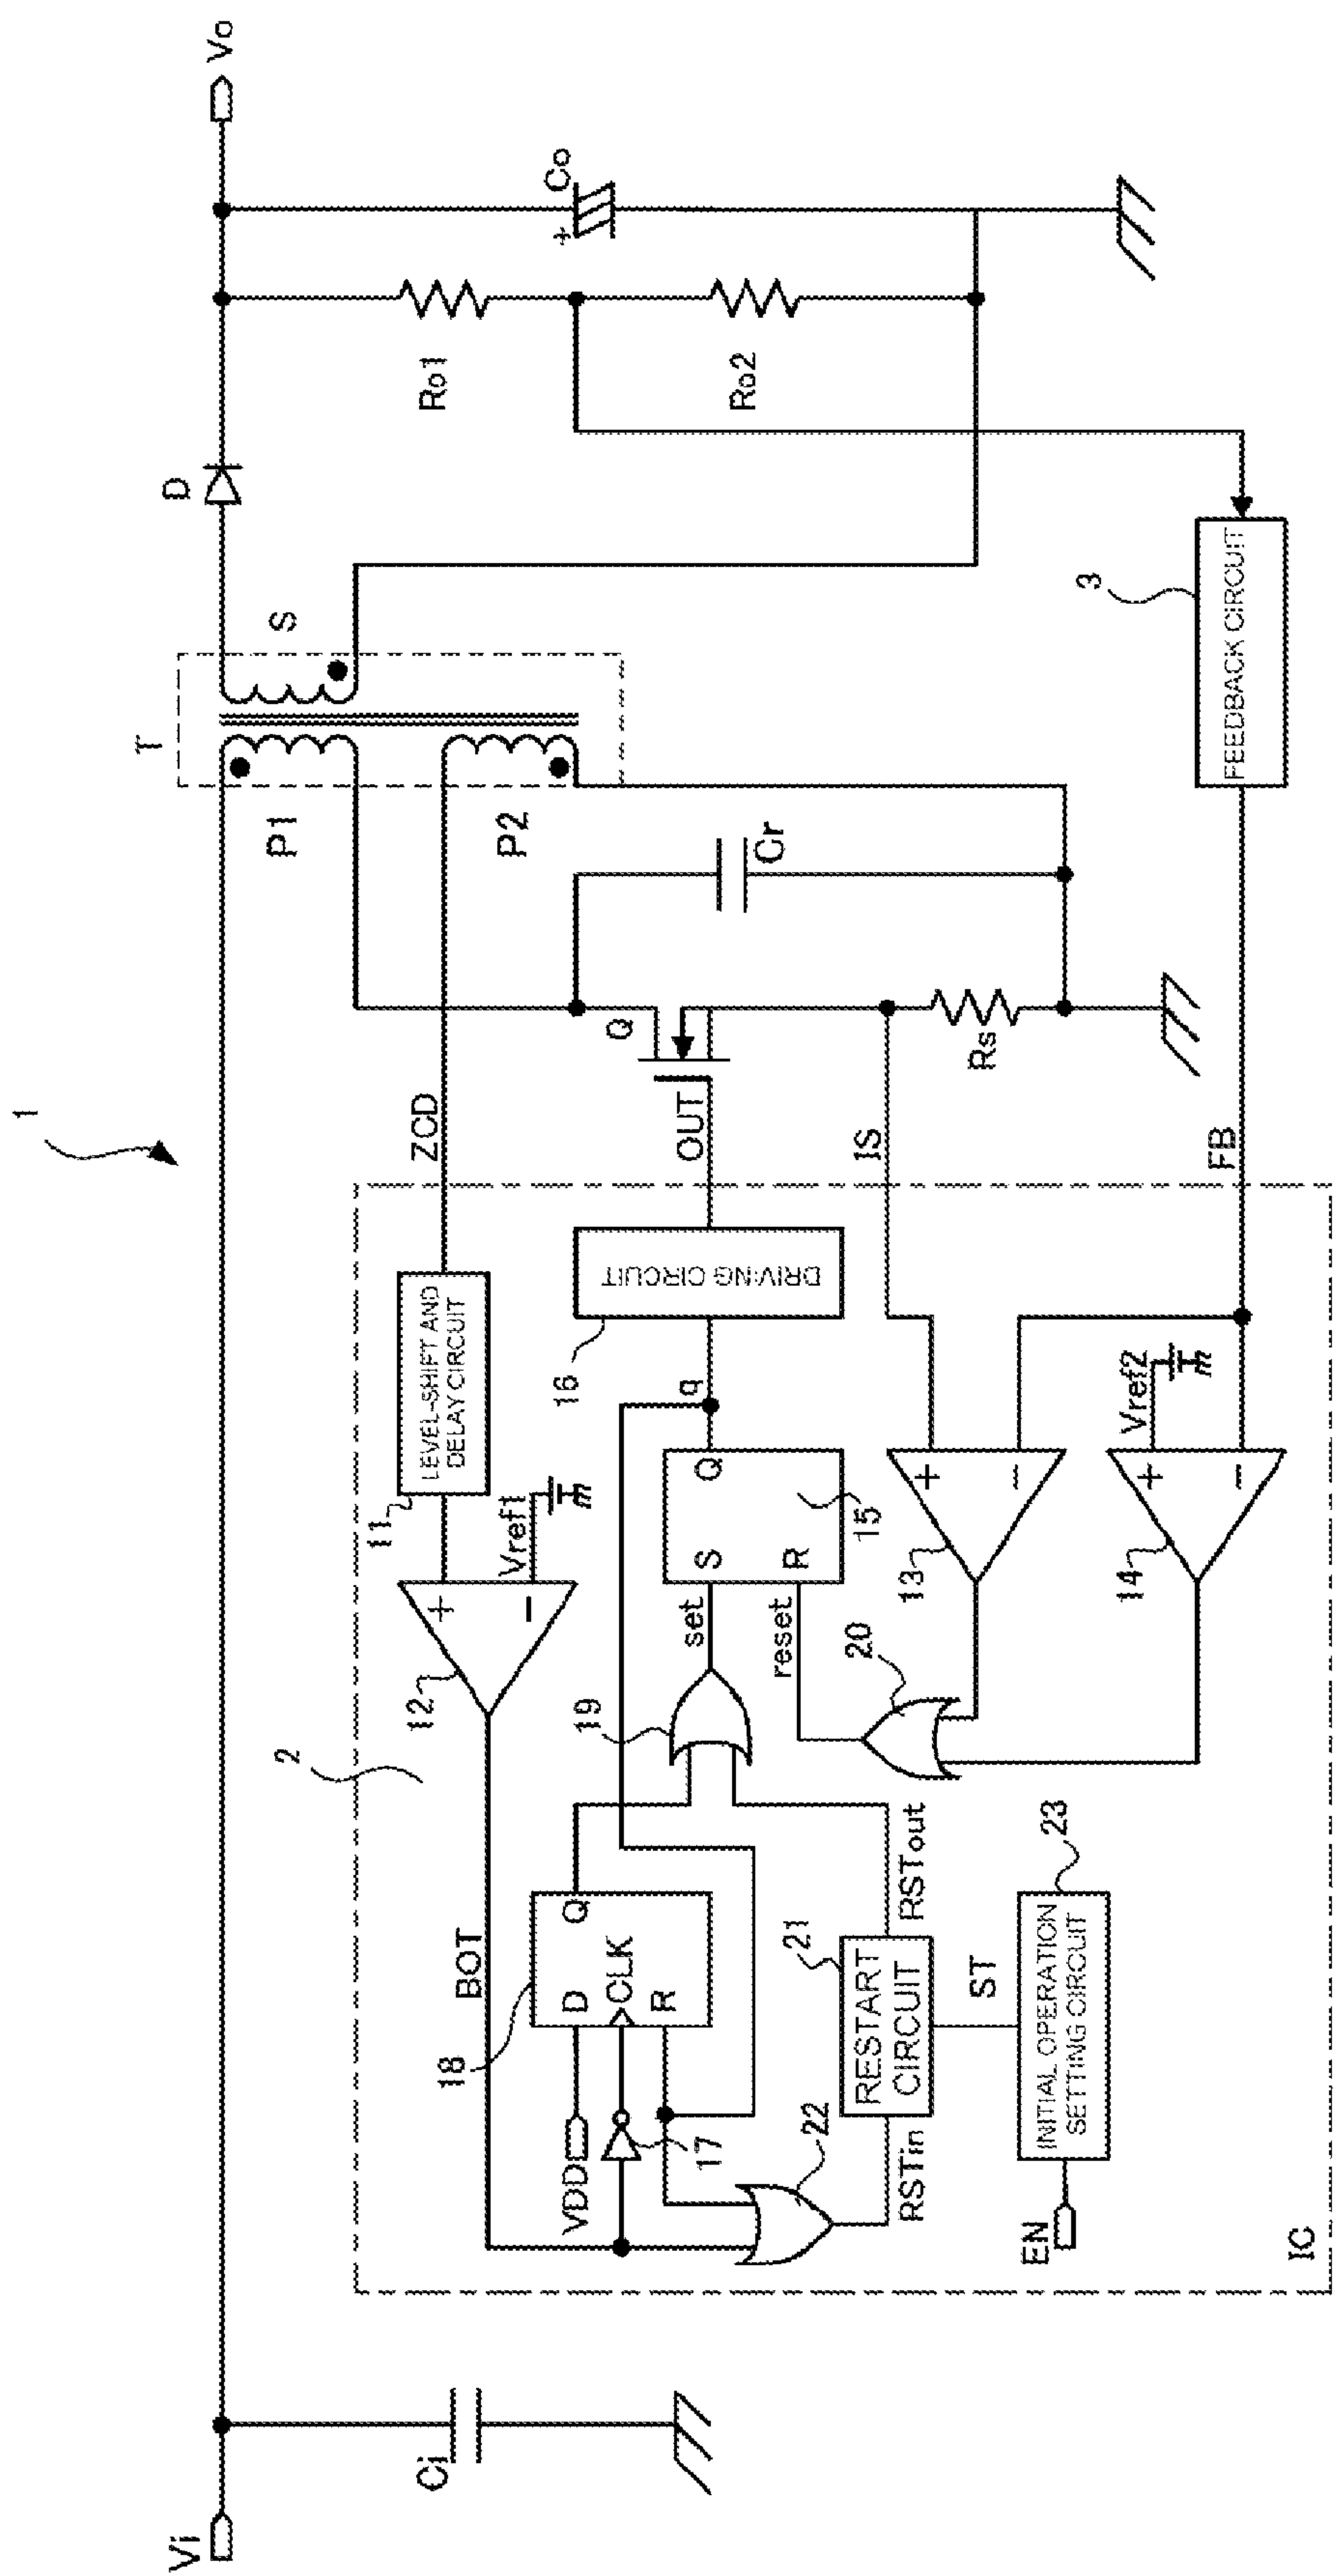 1
Vi
Ci
T
P1
S
D
Vo
P2
Ro1
Co
Ro2
Cr
ZCD
Q
OUT
IS
Rs
FB
3
FEEDBACK CIRCUIT
2
BOT
12
+
−
Vref1
11
LEVEL-SHIFT AND
DELAY CIRCUIT
18
D
Q
CLK
R
VDD
17
19
set
S
Q
R
15
reset
q
16
DRIVING CIRCUIT
22
RSTin
21
RESTART
CIRCUIT
RSTout
20
13
+
−
ST
EN
INITIAL OPERATION
SETTING CIRCUIT
23
14
+
−
Vref2
IC